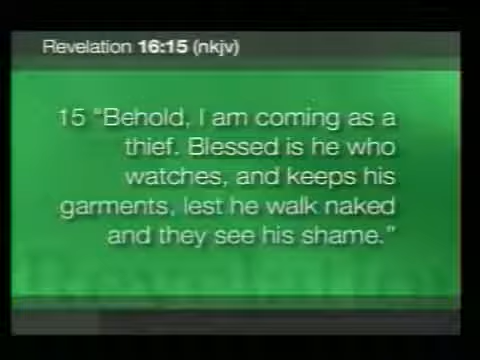 Revelation 16:15 (nkjv)
15 “Behold, I am coming as a
thief. Blessed is he who
watches, and keeps his
garments, lest he walk naked
and they see his shame.”
Revelation